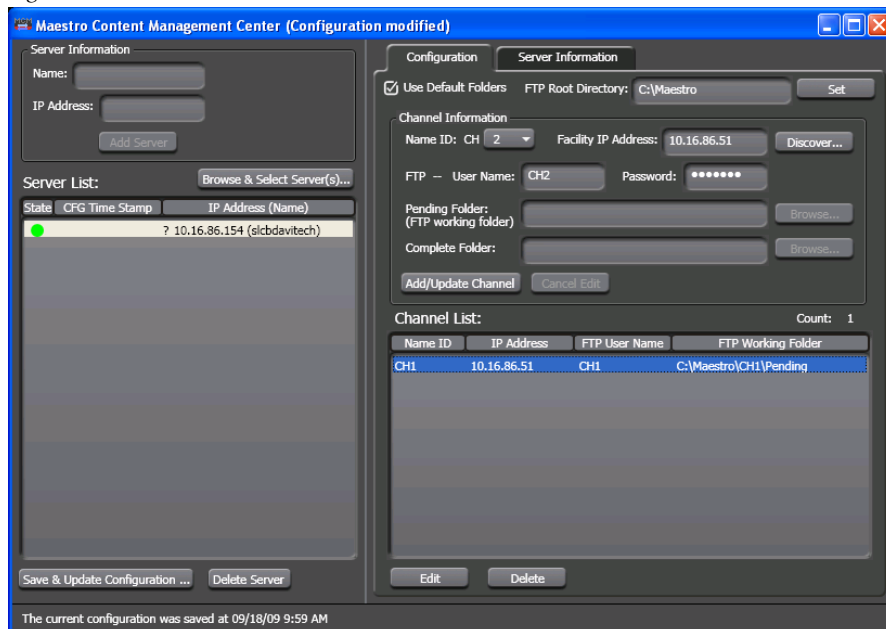 Maestro Content Management Center (Configuration modified)
Server Information
Name:
IP Address:
Add Server
Server List:
Browse & Select Server(s)...
State CFG Time Stamp IP Address (Name)
? 10.16.86.154 (slcbdavitech)
Save & Update Configuration ...
Delete Server
Configuration
Server Information
Use Default Folders
FTP Root Directory: C:\Maestro
Set
Channel Information
Name ID: CH 2
Facility IP Address: 10.16.86.51
Discover...
FTP -- User Name: CH2
Password: •••••••
Pending Folder:
(FTP working folder)
Browse...
Complete Folder:
Browse...
Add/Update Channel
Cancel Edit
Channel List:
Count: 1
Name ID IP Address FTP User Name FTP Working Folder
CH1 10.16.86.51 CH1 C:\Maestro\CH1\Pending
Edit
Delete
The current configuration was saved at 09/18/09 9:59 AM